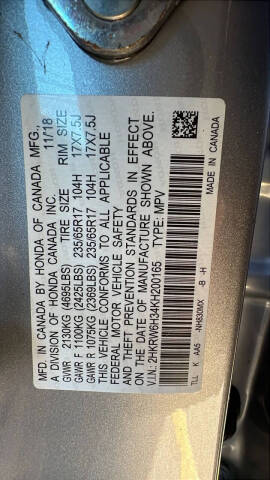 MFD. IN CANADA BY HONDA OF CANADA MFG., 11/18
A DIVISION OF HONDA CANADA INC.
GVWR 2130KG (4695LBS) TIRE SIZE RIM SIZE
GAWR F 1100KG (2425LBS) 235/65R17 104H 17X7.5J
GAWR R 1075KG (2369LBS) 235/65R17 104H 17X7.5J
THIS VEHICLE CONFORMS TO ALL APPLICABLE
FEDERAL MOTOR VEHICLE SAFETY
AND THEFT PREVENTION STANDARDS IN EFFECT
ON THE DATE OF MANUFACTURE SHOWN ABOVE.
V.I.N.: 2HKRW6H34KH200165 TYPE: MPV
TLL K AA5 -NH830MX -B -H
MADE IN CANADA